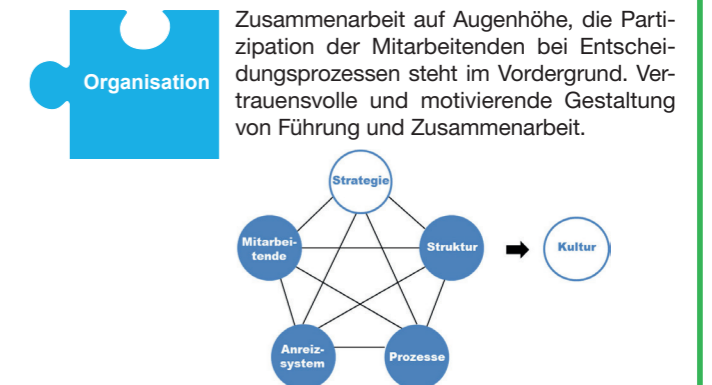 Zusammenarbeit auf Augenhöhe, die Parti-
zipation der Mitarbeitenden bei Entschei-
dungsprozessen steht im Vordergrund. Ver-
trauensvolle und motivierende Gestaltung
von Führung und Zusammenarbeit.
Organisation
Strategie
Mitarbei-
tende
Struktur
Kultur
Anreiz-
system
Prozesse